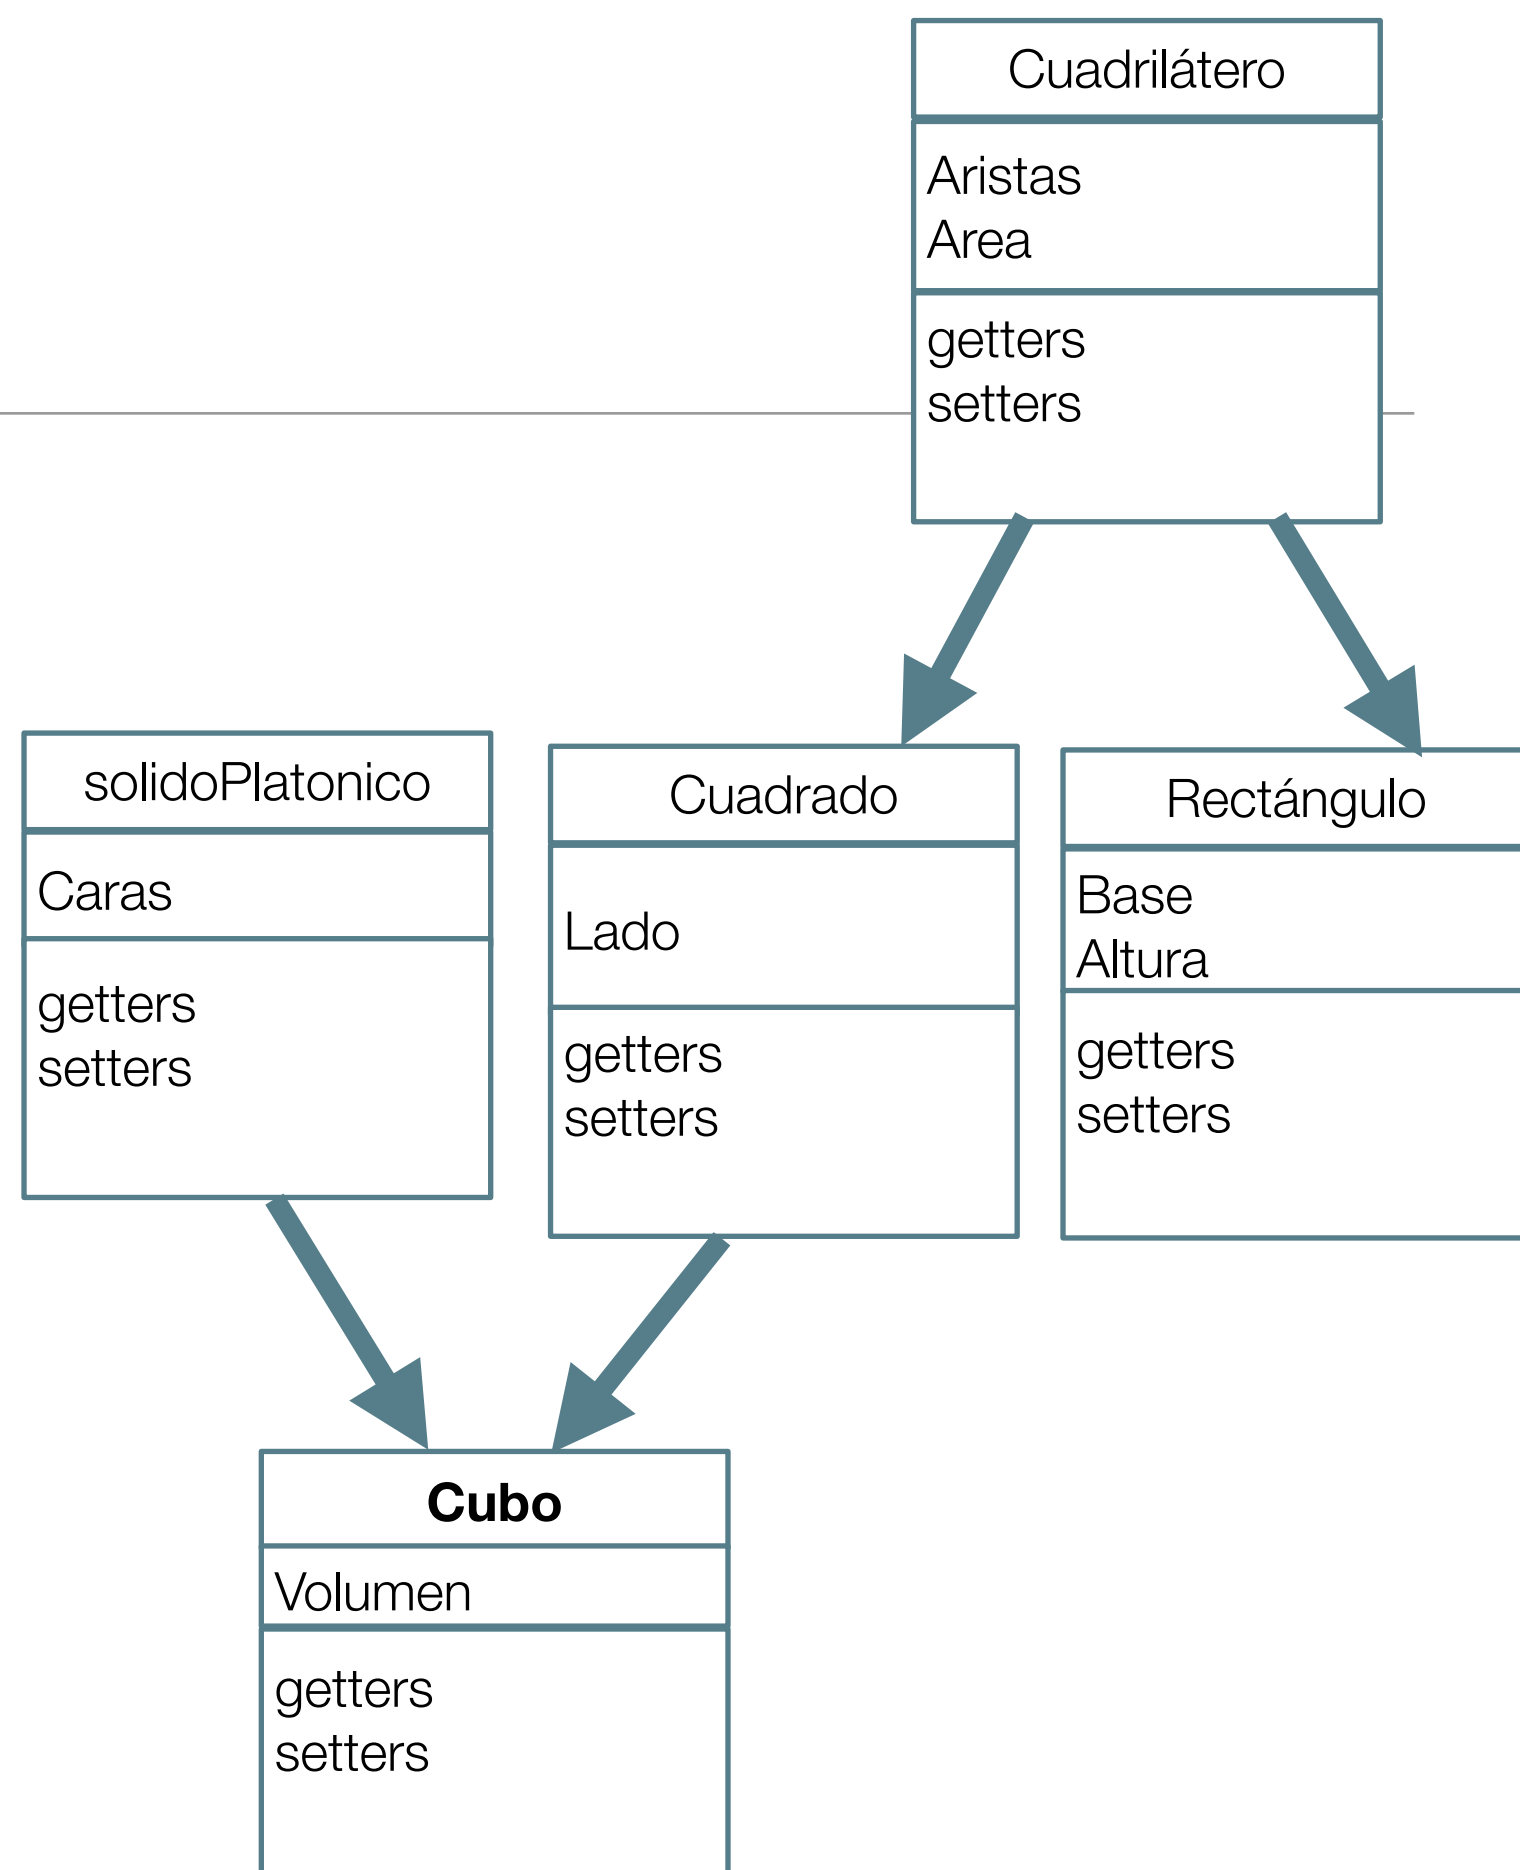 Cuadrilátero
Aristas
Area
getters
setters
solidoPlatonico
Caras
getters
setters
Cuadrado
Lado
getters
setters
Rectángulo
Base
Altura
getters
setters
Cubo
Volumen
getters
setters